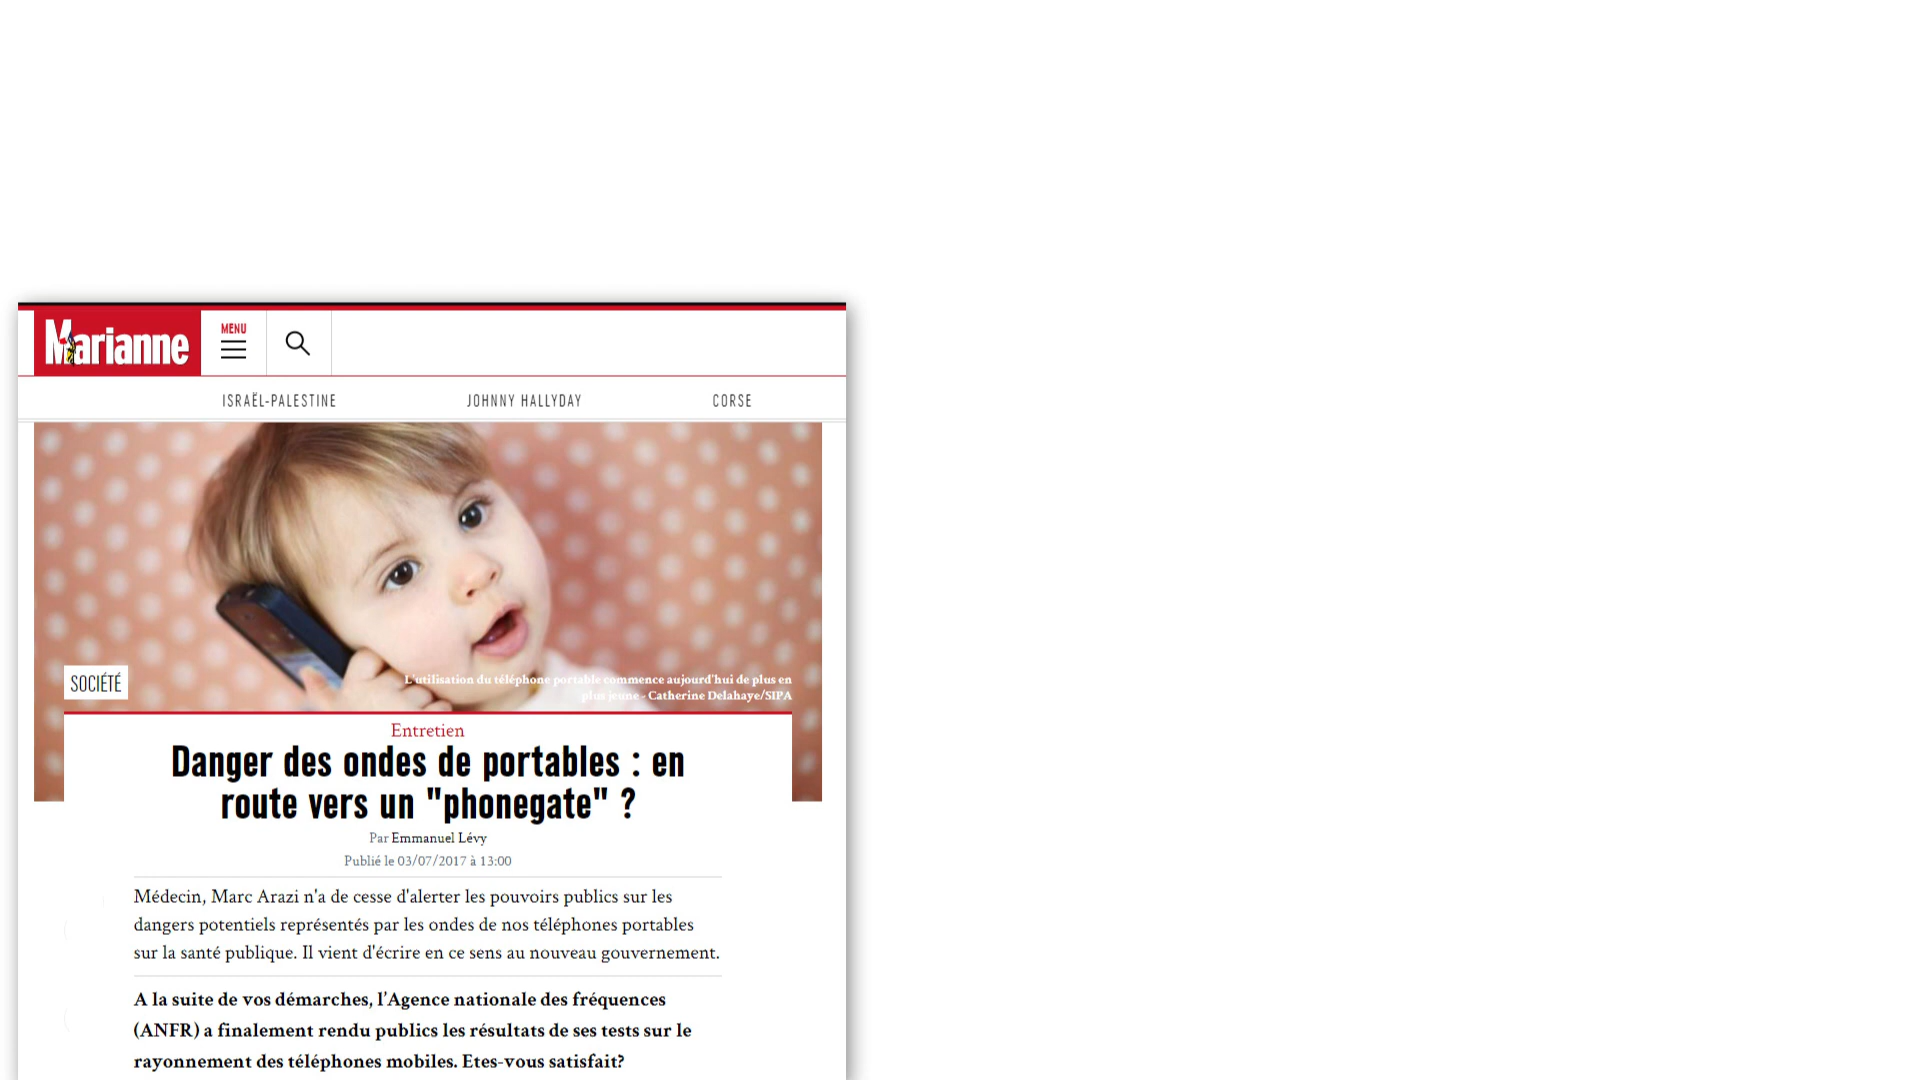 Marianne
MENU
ISRAËL-PALESTINE
JOHNNY HALLYDAY
CORSE
SOCIÉTÉ
L'utilisation du téléphone portable commence aujourd'hui de plus en
plus jeune - Catherine Delahaye/SIPA
Entretien
Danger des ondes de portables : en
route vers un "phonegate" ?
Par Emmanuel Lévy
Publié le 03/07/2017 à 13:00
Médecin, Marc Arazi n'a de cesse d'alerter les pouvoirs publics sur les
dangers potentiels représentés par les ondes de nos téléphones portables
sur la santé publique. Il vient d'écrire en ce sens au nouveau gouvernement.
A la suite de vos démarches, l’Agence nationale des fréquences
(ANFR) a finalement rendu publics les résultats de ses tests sur le
rayonnement des téléphones mobiles. Etes-vous satisfait?